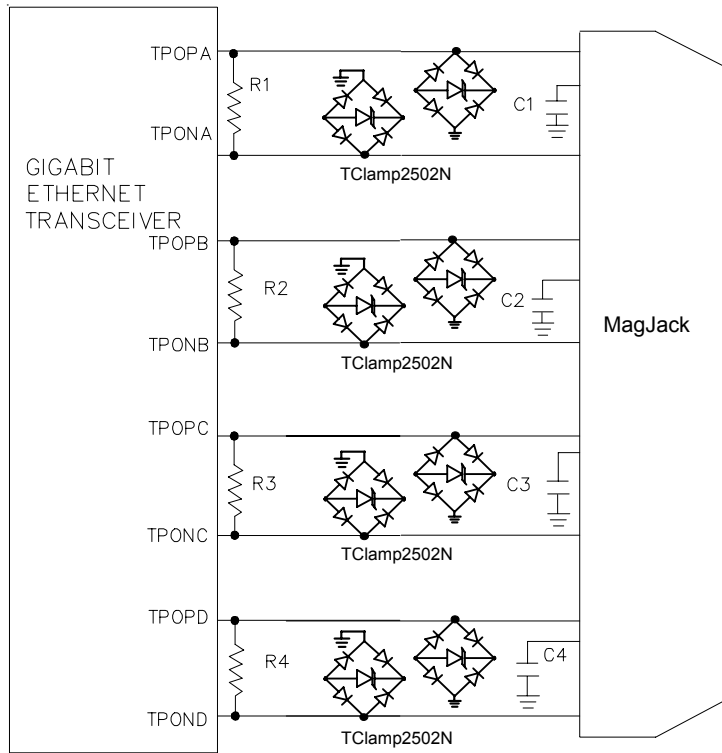 TPOPA
R1
C1
TPONA
TClamp2502N
GIGABIT
ETHERNET
TRANSCEIVER
TPOPB
R2
C2
MagJack
TPONB
TClamp2502N
TPOPC
R3
C3
TPONC
TClamp2502N
TPOPD
R4
C4
TPOND
TClamp2502N